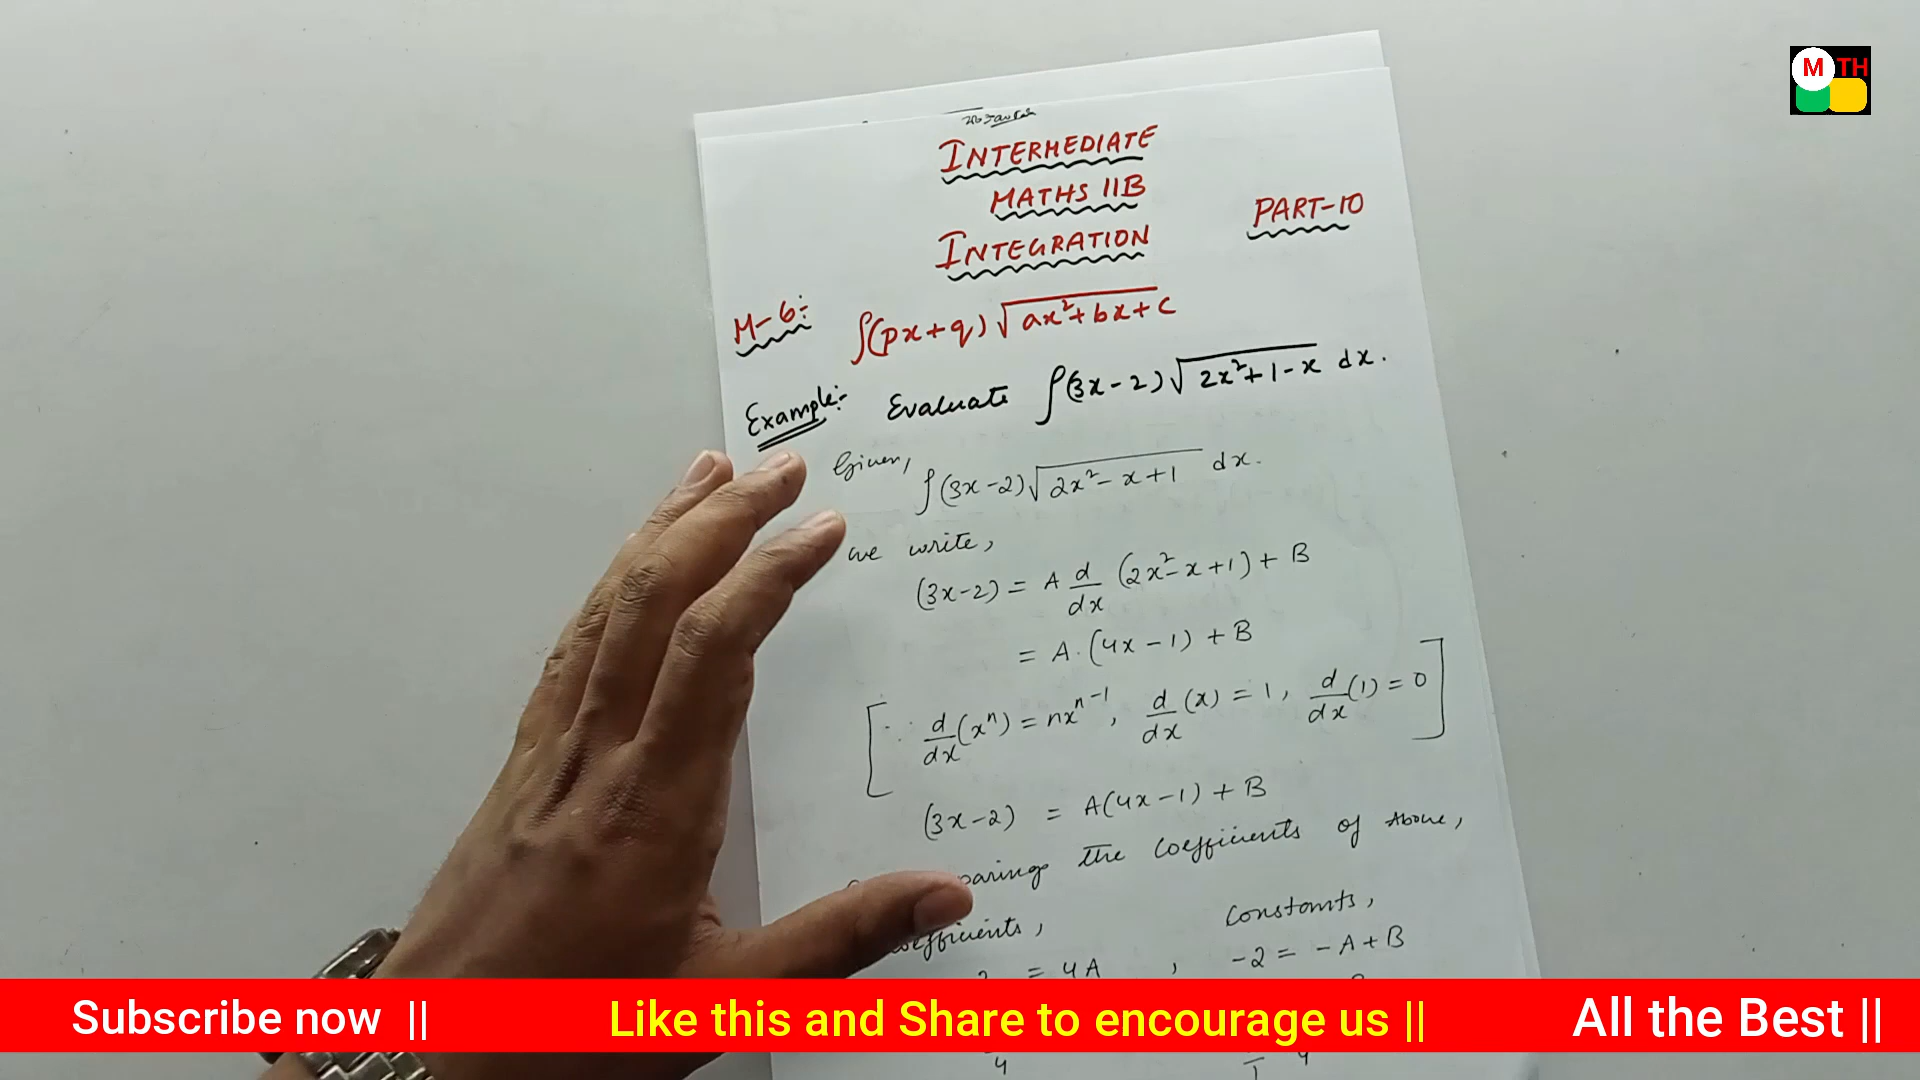 M TH
INTERMEDIATE
MATHS IIB
INTEGRATION
PART-10
M-6:- ∫(px+q)√(ax²+bx+c
Example:- Evaluate ∫(3x-2)√(2x²+1-x) dx.
Given,
∫(3x-2)√(2x²-x+1) dx.
we write,
(3x-2) = A d/dx (2x²-x+1) + B
= A.(4x-1) + B
[∵ d/dx(xⁿ) = nxⁿ⁻¹, d/dx(x) = 1, d/dx(1) = 0]
(3x-2) = A(4x-1) + B
the Coefficients of Above,
Constants,
= 4A , -2 = -A+B
Subscribe now || Like this and Share to encourage us || All the Best ||
4 4